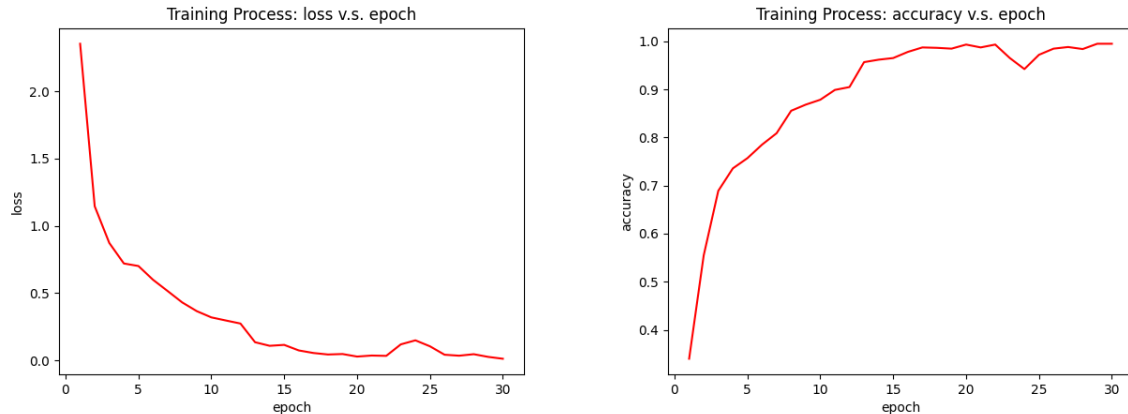 Training Process: loss v.s. epoch
2.0
1.5
1.0
0.5
0.0
loss
0 5 10 15 20 25 30
epoch
Training Process: accuracy v.s. epoch
1.0
0.9
0.8
0.7
0.6
0.5
0.4
accuracy
0 5 10 15 20 25 30
epoch